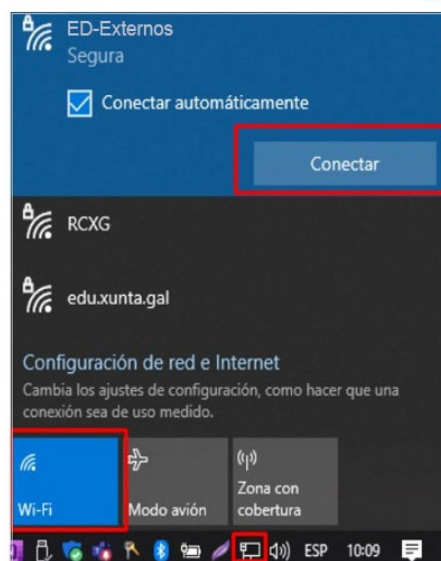 ED-Externos
Segura
Conectar automáticamente
Conectar
RCXG
edu.xunta.gal
Configuración de red e Internet
Cambia los ajustes de configuración, como hacer que una
conexión sea de uso medido.
Wi-Fi
Modo avión
Zona con
cobertura
ESP 10:09